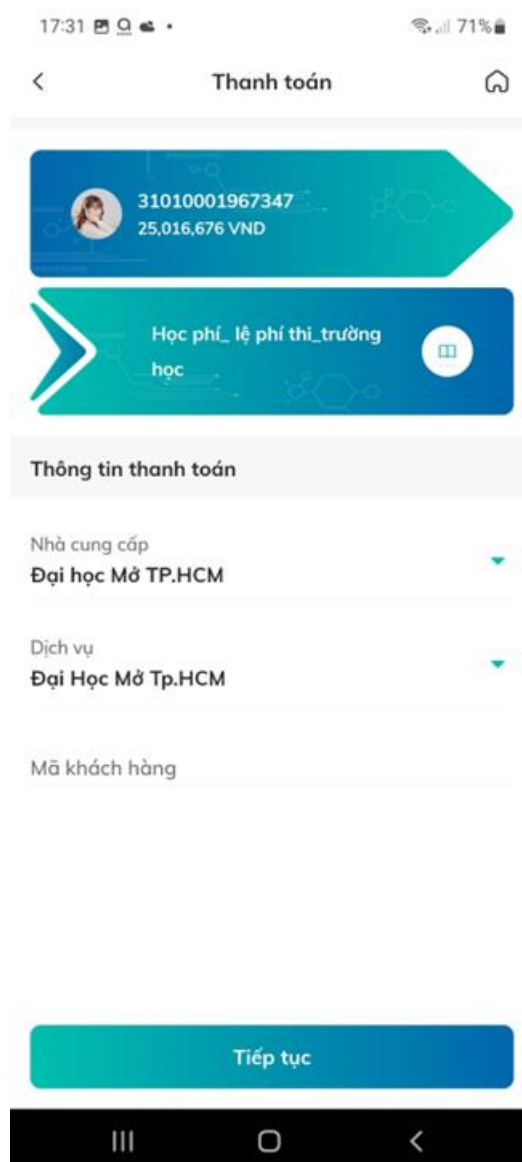 17:31
71%
Thanh toán
31010001967347
25,016,676 VND
Học phí_ lệ phí thi_trường
học
Thông tin thanh toán
Nhà cung cấp
Đại học Mở TP.HCM
Dịch vụ
Đại Học Mở Tp.HCM
Mã khách hàng
Tiếp tục